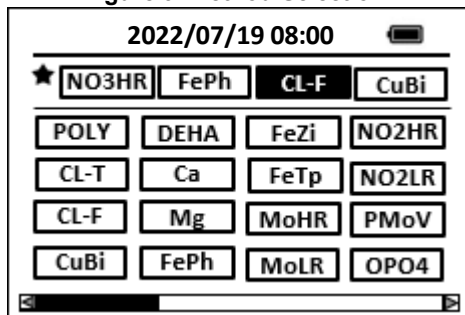 2022/07/19 08:00
NO3HR FePh CL-F CuBi
POLY DEHA FeZi NO2HR
CL-T Ca FeTp NO2LR
CL-F Mg MoHR PMoV
CuBi FePh MoLR OPO4